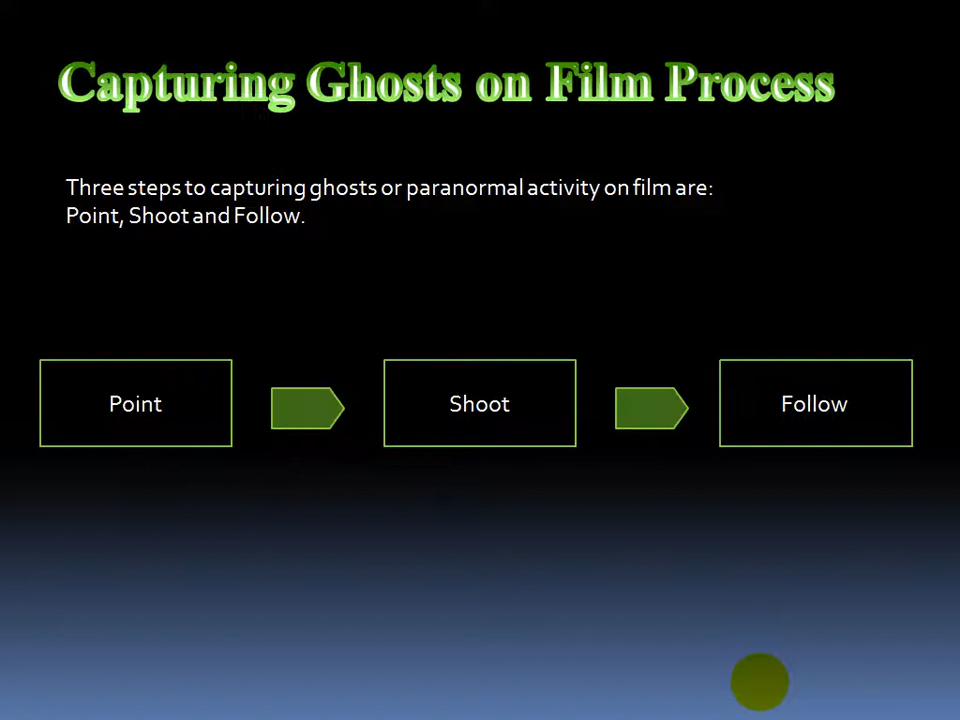 Capturing Ghosts on Film Process
Three steps to capturing ghosts or paranormal activity on film are:
Point, Shoot and Follow.
Point
Shoot
Follow